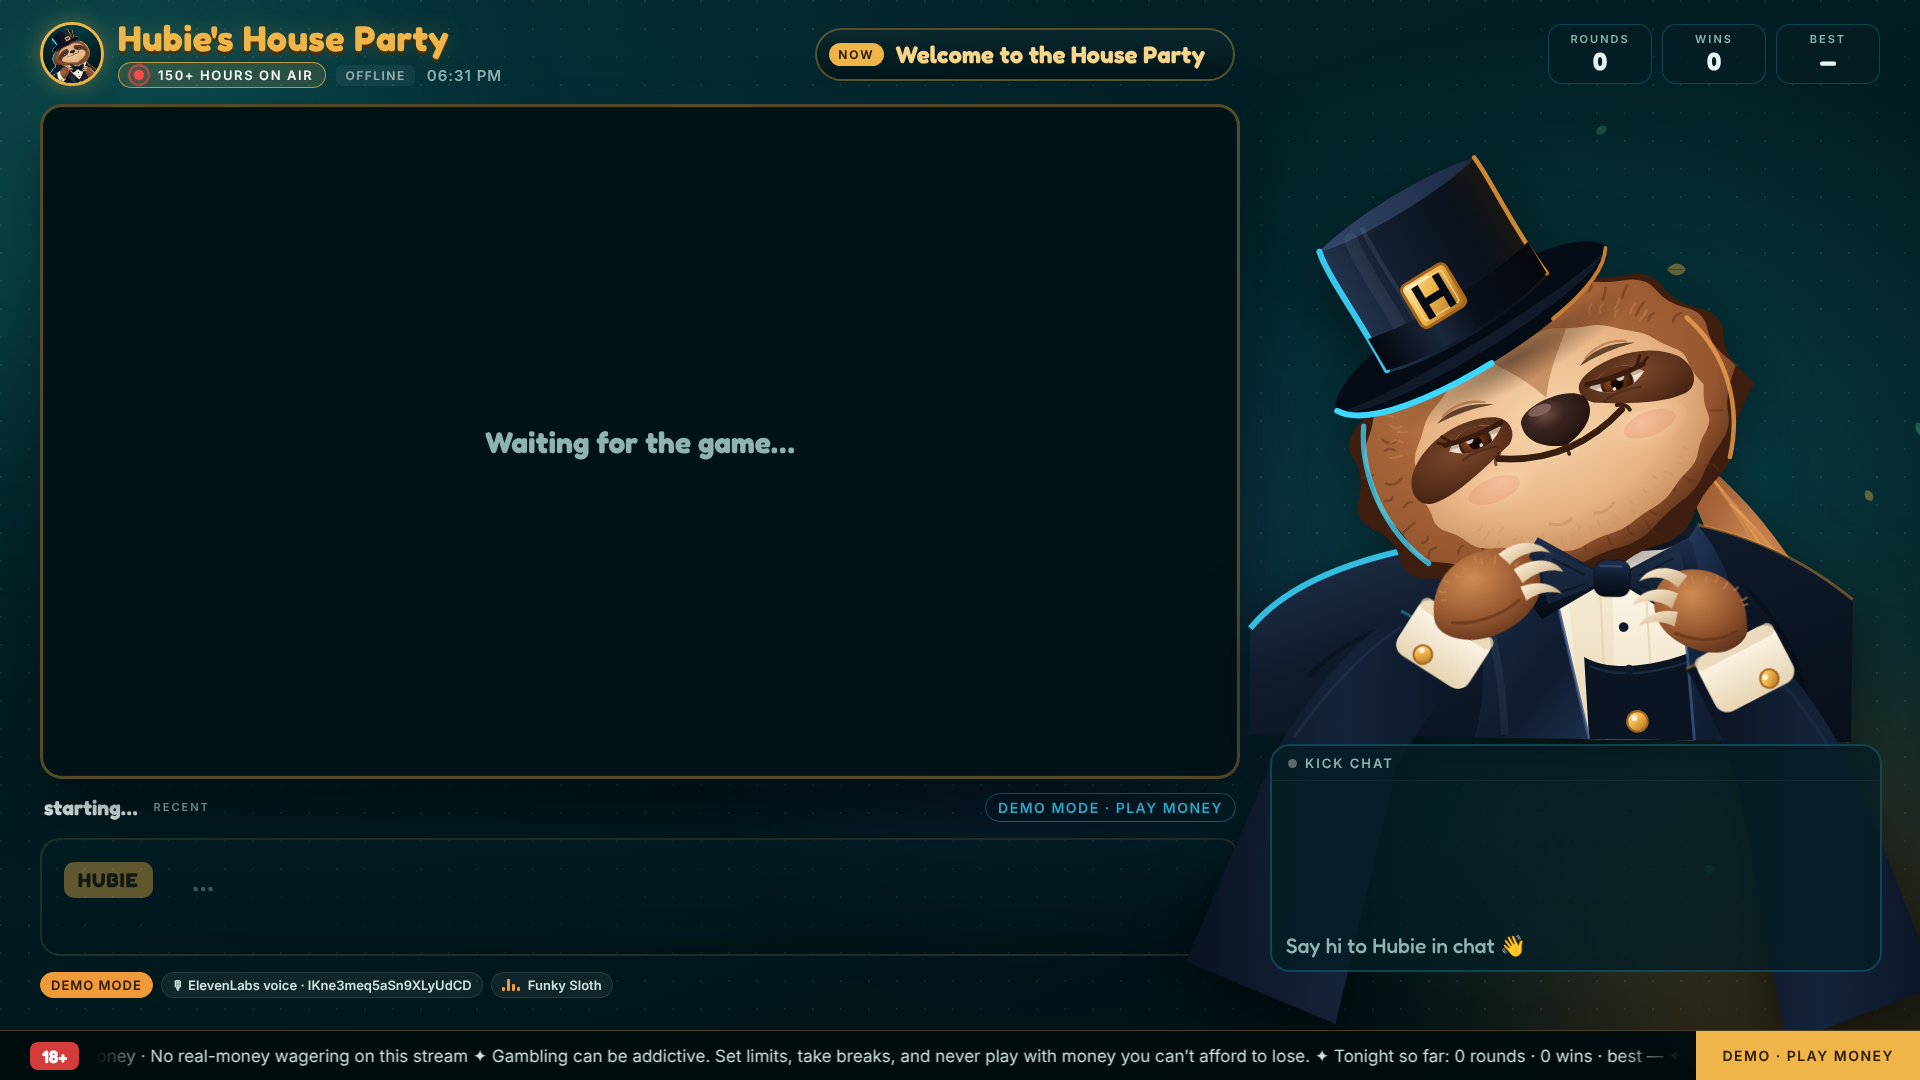 Hubie's House Party
150+ HOURS ON AIR
OFFLINE
06:31 PM
NOW
Welcome to the House Party
ROUNDS
0
WINS
0
BEST
–
H
Waiting for the game...
starting...
RECENT
DEMO MODE · PLAY MONEY
HUBIE
...
KICK CHAT
Say hi to Hubie in chat 👋
DEMO MODE
🎙 ElevenLabs voice · IKne3meq5aSn9XLyUdCD
Funky Sloth
18+
oney · No real-money wagering on this stream ✦ Gambling can be addictive. Set limits, take breaks, and never play with money you can't afford to lose. ✦ Tonight so far: 0 rounds · 0 wins · best — ✦
DEMO · PLAY MONEY